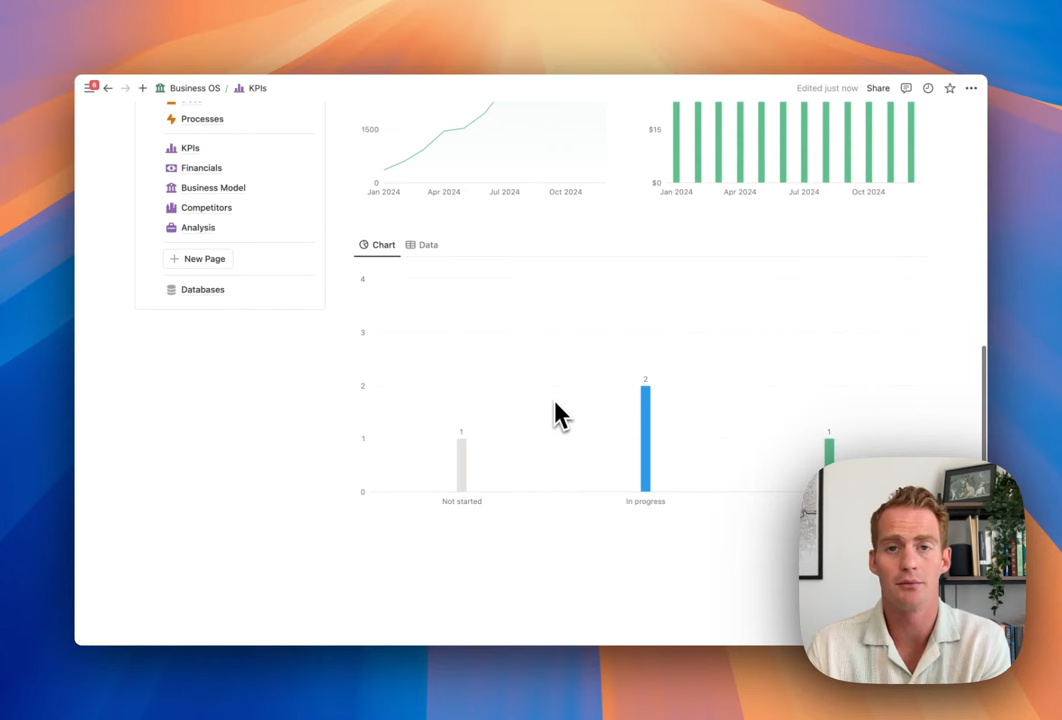 6
Business OS / KPIs
Edited just now
Share
Processes
KPIs
Financials
Business Model
Competitors
Analysis
New Page
Databases
1500
0
Jan 2024 Apr 2024 Jul 2024 Oct 2024
$15
$0
Jan 2024 Apr 2024 Jul 2024 Oct 2024
Chart Data
4
3
2
1
0
1
2
1
Not started
In progress